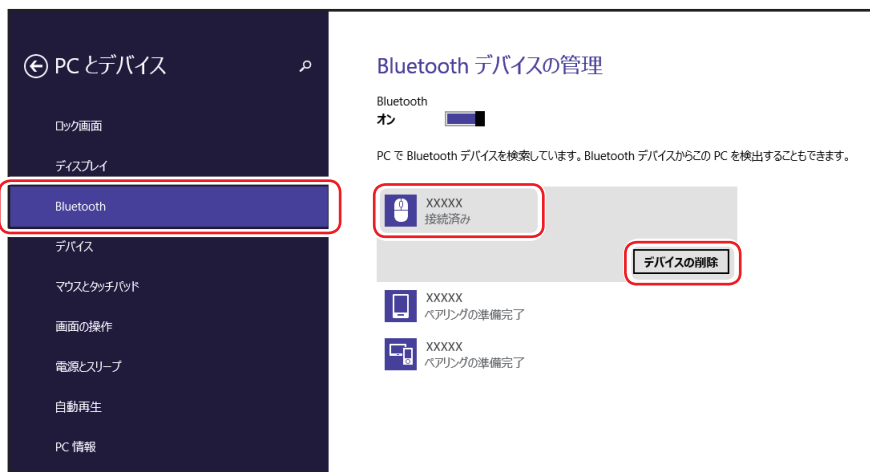 PC とデバイス
ロック画面
ディスプレイ
Bluetooth
デバイス
マウスとタッチパッド
画面の操作
電源とスリープ
自動再生
PC 情報
Bluetooth デバイスの管理
Bluetooth
オン
PC で Bluetooth デバイスを検索しています。Bluetooth デバイスからこの PC を検出することもできます。
XXXXX
接続済み
デバイスの削除
XXXXX
ペアリングの準備完了
XXXXX
ペアリングの準備完了